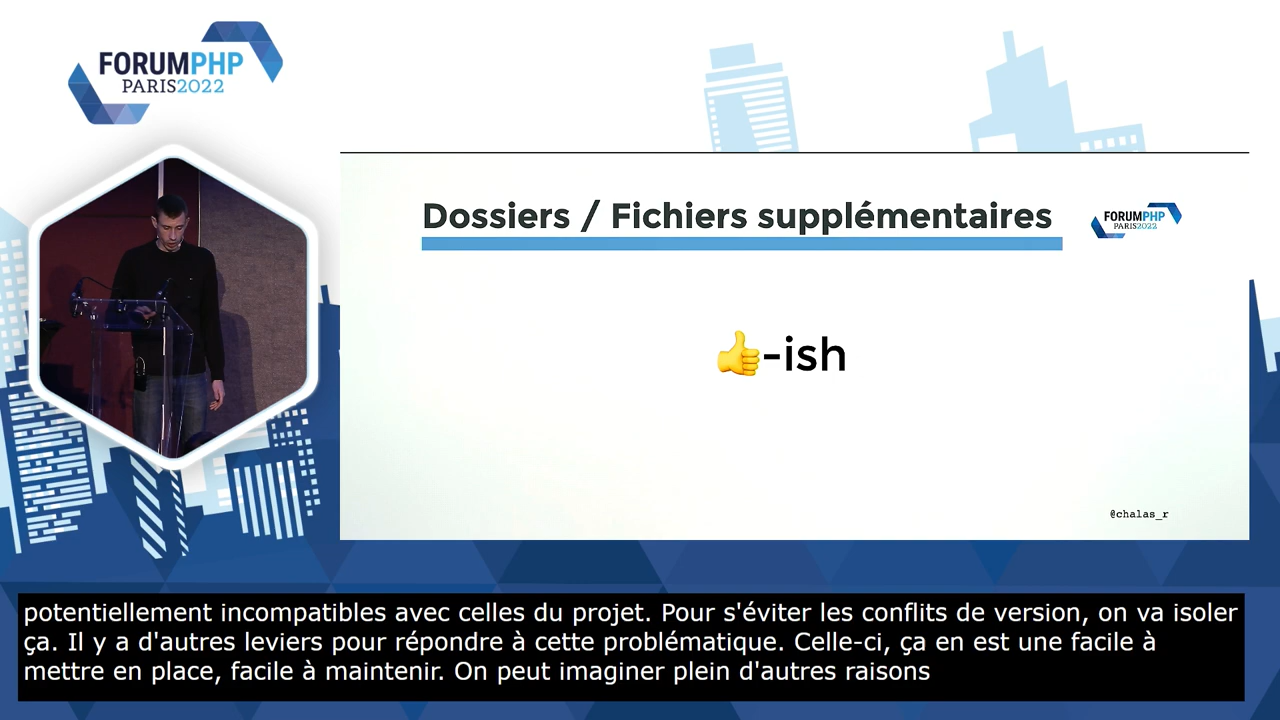 FORUMPHP
PARIS2022
Dossiers / Fichiers supplémentaires
FORUMPHP
PARIS2022
👍-ish
@chalas_r
potentiellement incompatibles avec celles du projet. Pour s'éviter les conflits de version, on va isoler
ça. Il y a d'autres leviers pour répondre à cette problématique. Celle-ci, ça en est une facile à
mettre en place, facile à maintenir. On peut imaginer plein d'autres raisons